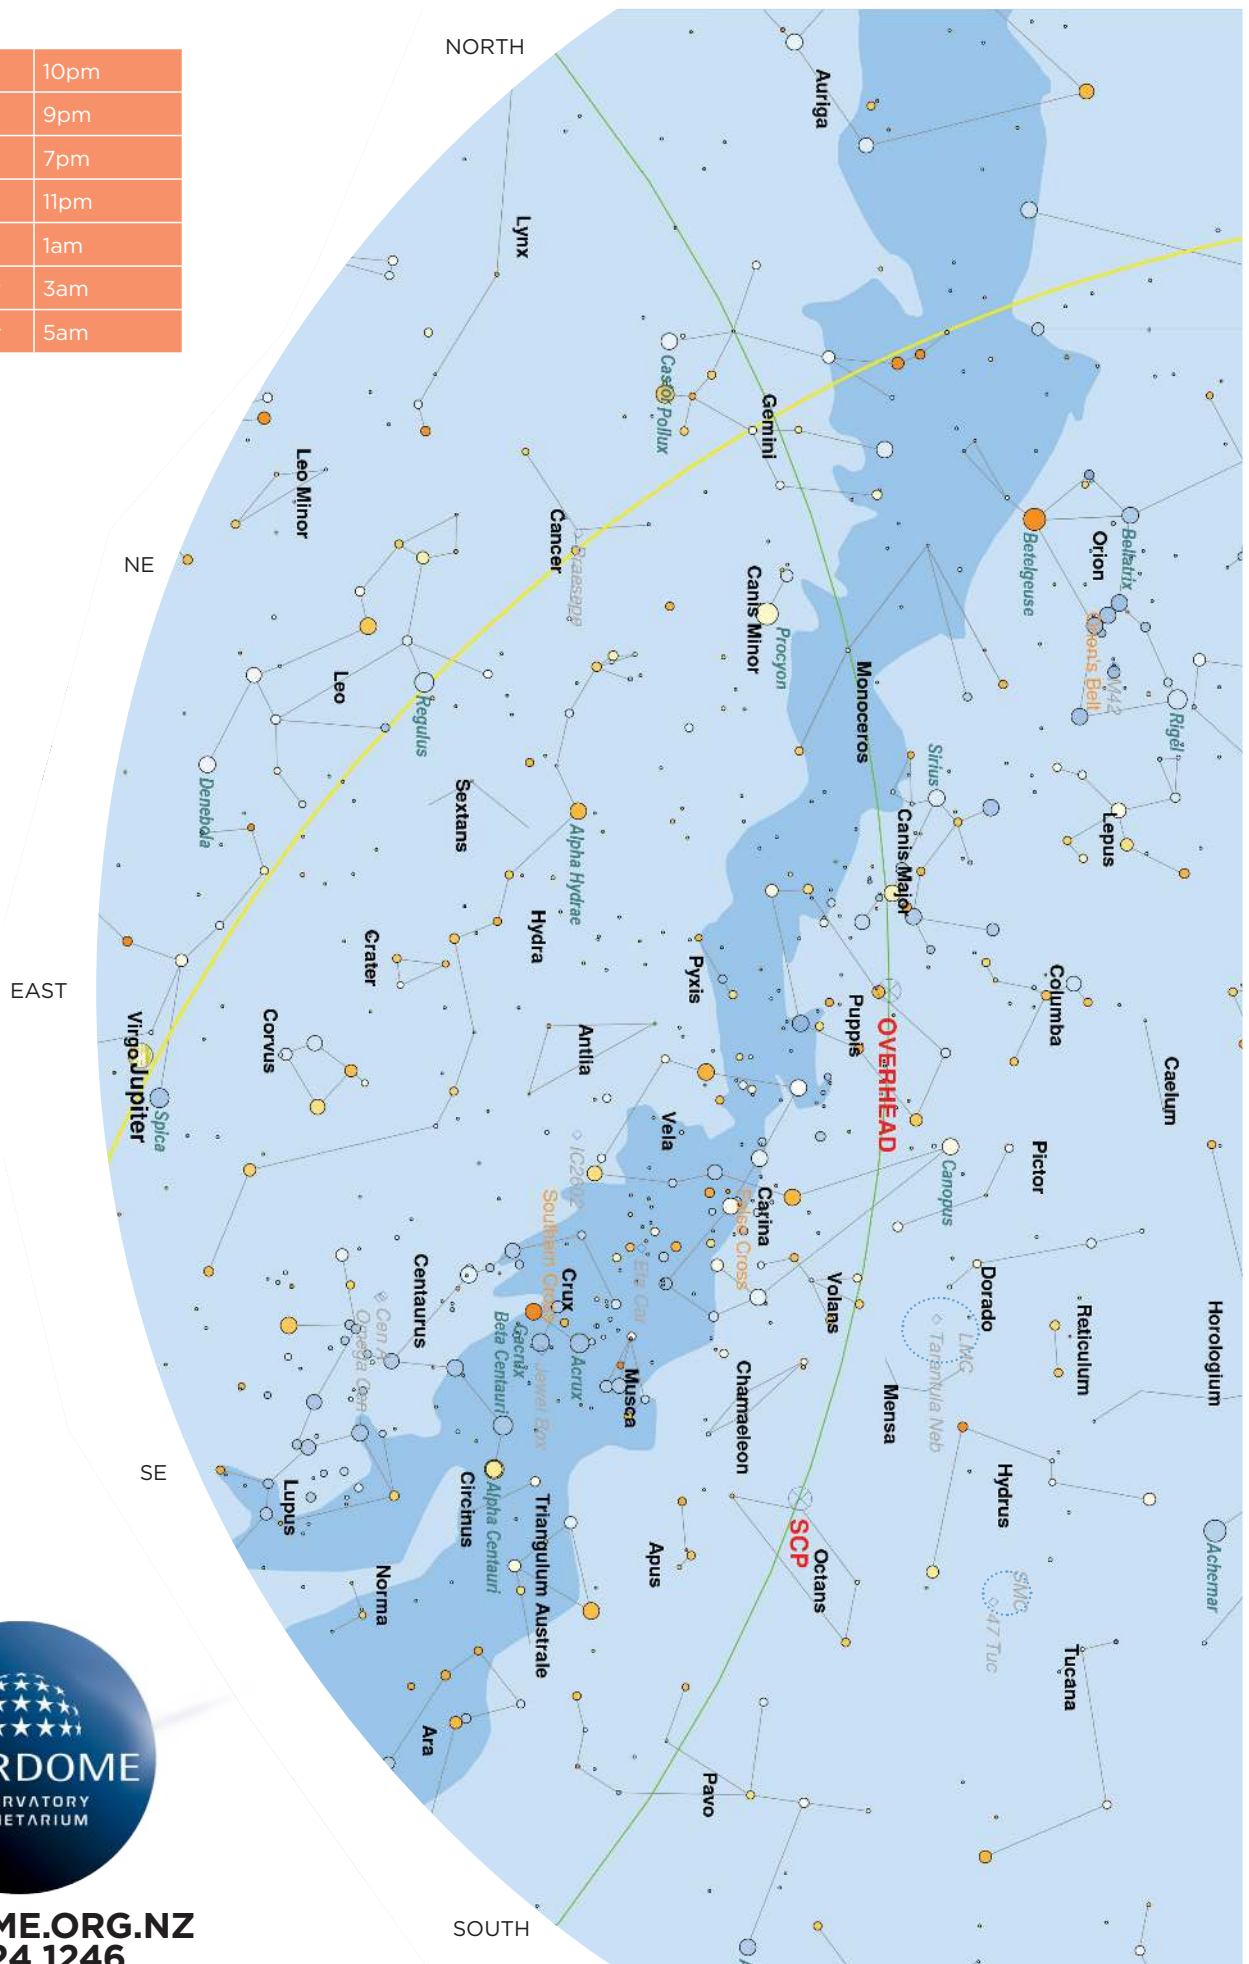 NORTH
10pm
9pm
7pm
11pm
1am
3am
5am
Auriga
Lynx
Castor
Pollux
Gemini
Leo Minor
Cancer
Praesepe
NE
Betelgeuse
Bellatrix
Orion
Orion's Belt
M42
Rigel
Canis Minor
Procyon
Monoceros
Leo
Regulus
Denebola
Sextans
Alpha Hydrae
Sirius
Canis Major
Lepus
Hydra
Crater
Pyxis
Puppis
Columba
EAST
OVERHEAD
Caelum
Virgo
Jupiter
Spica
Corvus
Antlia
Vela
IC2602
Canopus
Pictor
Carina
False Cross
Southern Cross
Eta Car
Centaurus
Crux
Volans
Dorado
Reticulum
Horologium
LMC
Tarantula Neb
Cen A
Omega Cen
Beta Centauri
Gacrux
Acrux
Jewel Box
Musca
Chamaeleon
Mensa
SE
Lupus
Circinus
Alpha Centauri
Triangulum Australe
Hydrus
Achernar
SCP
Octans
Apus
SMC
47 Tuc
Norma
Tucana
Ara
Pavo
RDOME
RVATORY
ETARIUM
ME.ORG.NZ
24 1246
SOUTH